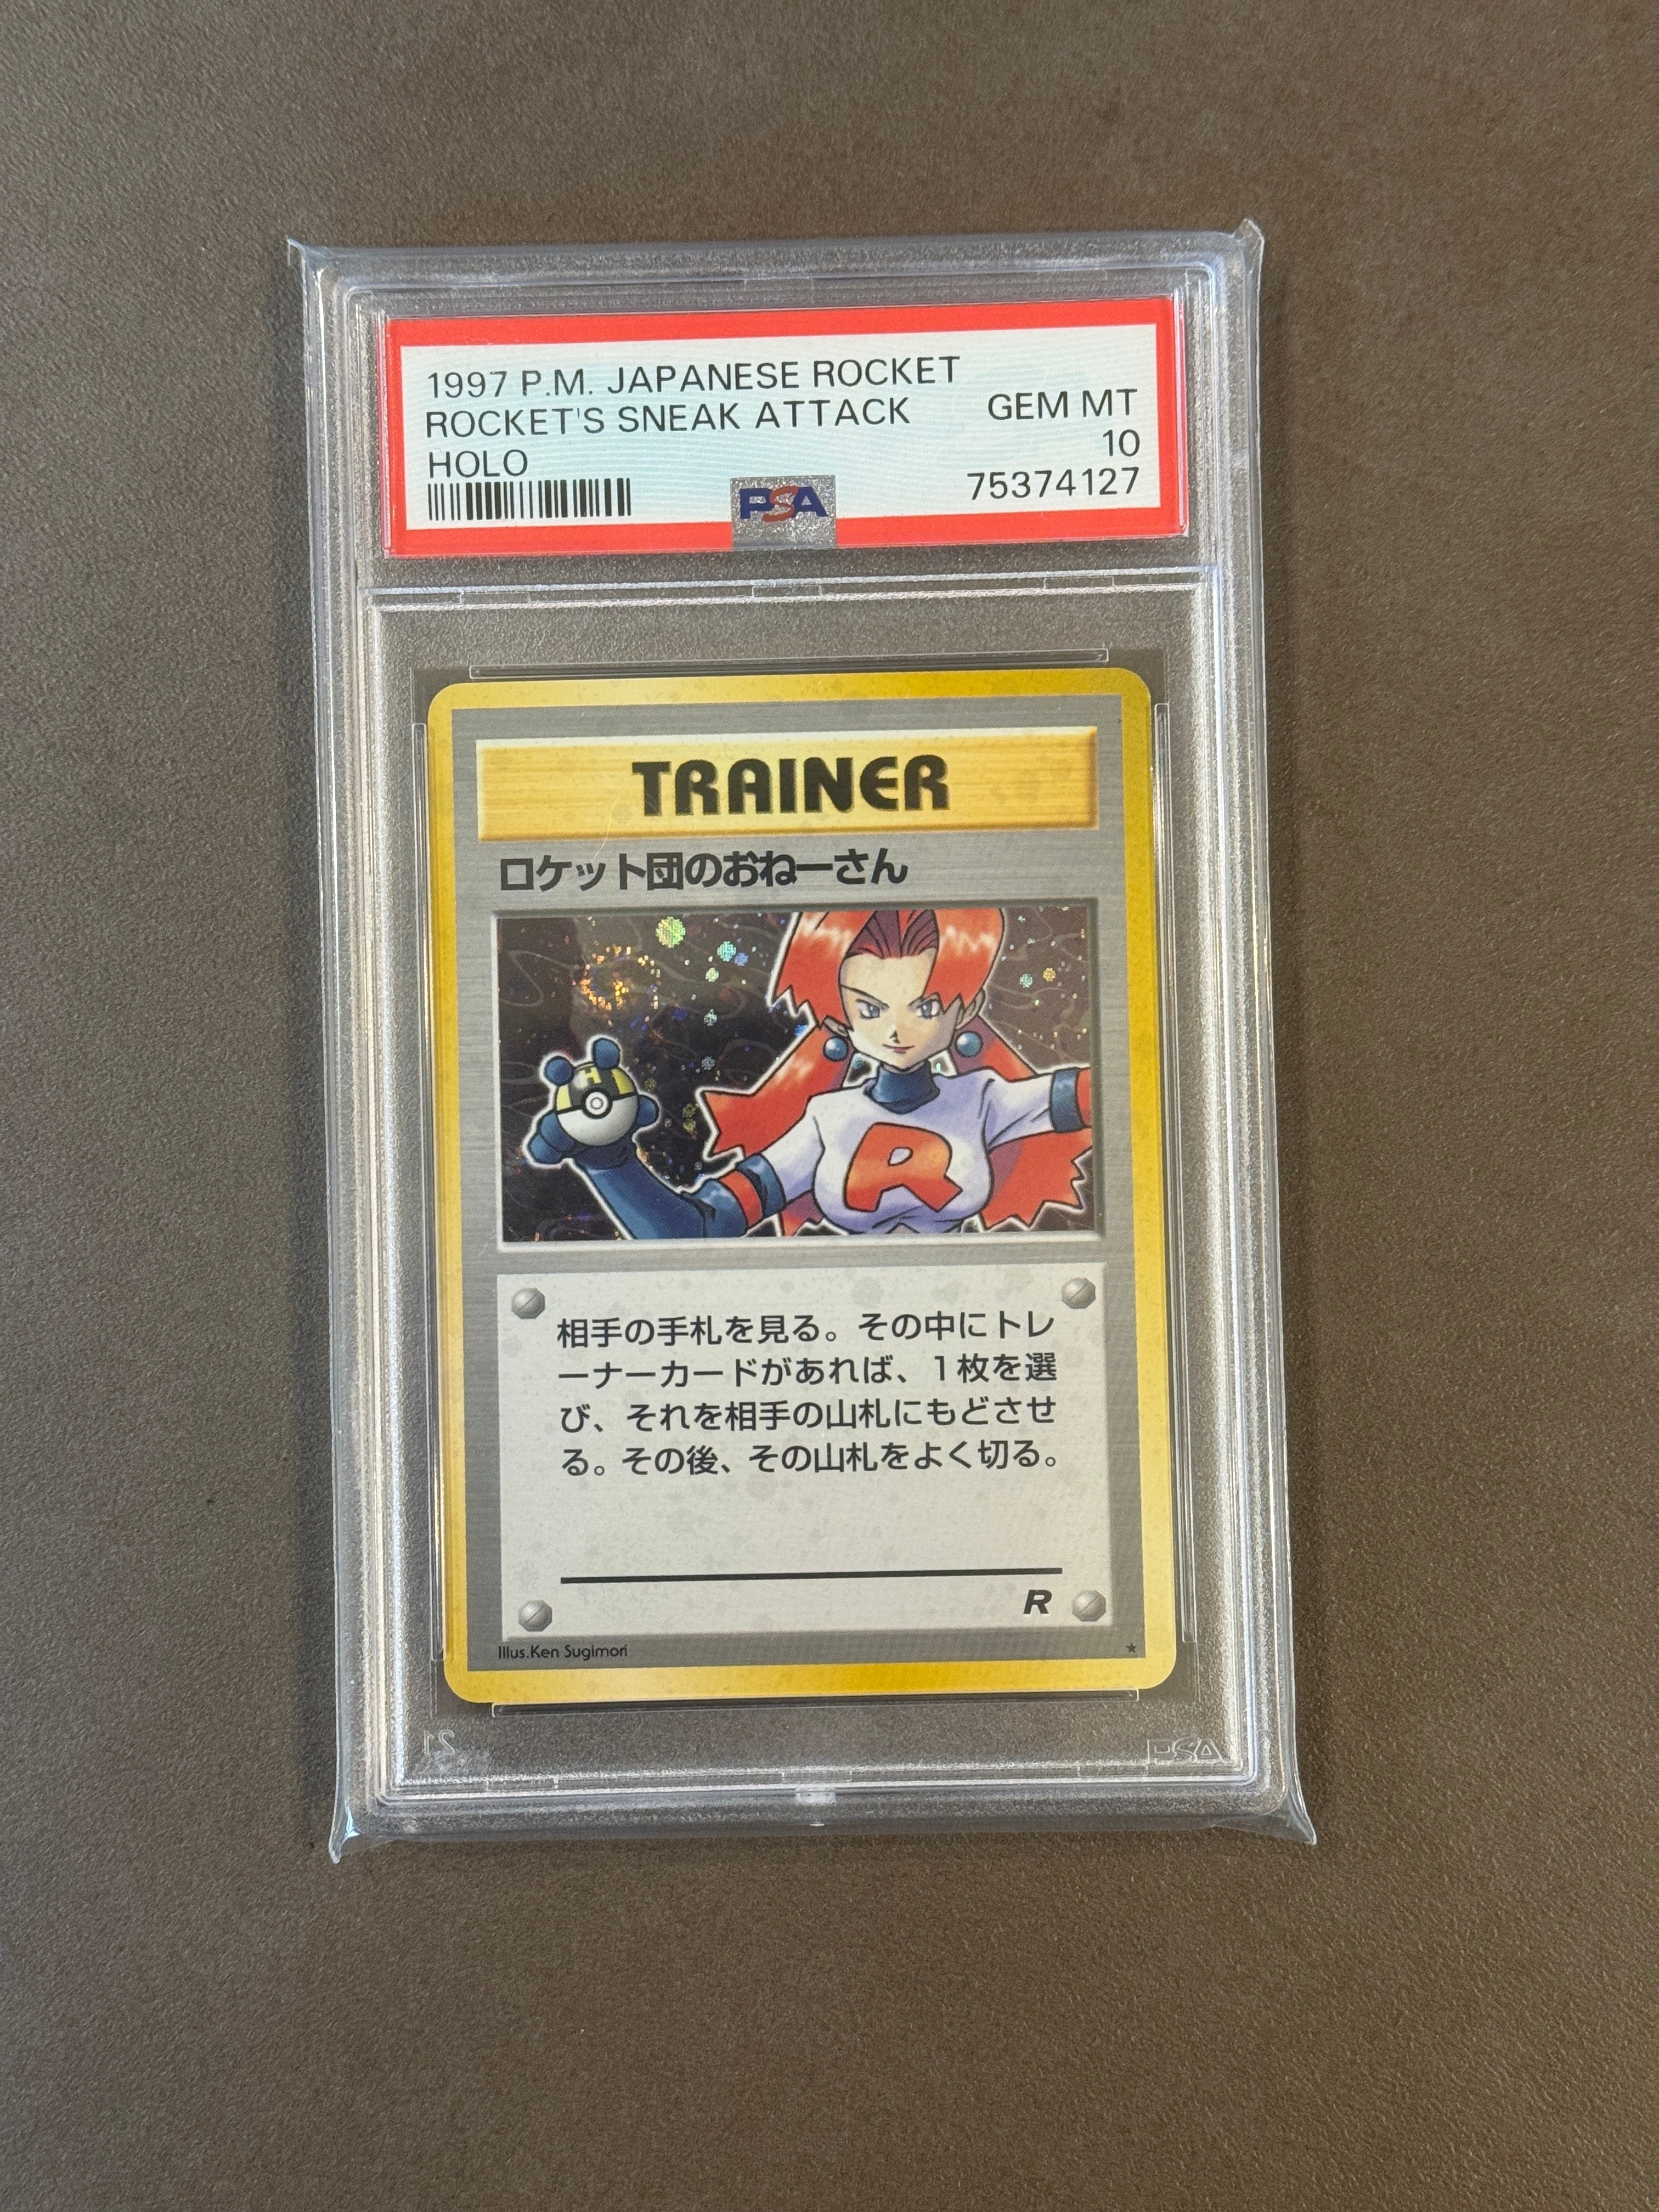 1997 P.M. JAPANESE ROCKET
ROCKET'S SNEAK ATTACK GEM MT
HOLO 10
75374127
PSA
TRAINER
ロケット団のおねーさん
H
R
相手の手札を見る。その中にトレ
ーナーカードがあれば、1枚を選
び、それを相手の山札にもどさせ
る。その後、その山札をよく切る。
R
Illus.Ken Sugimori
★
21
PSA